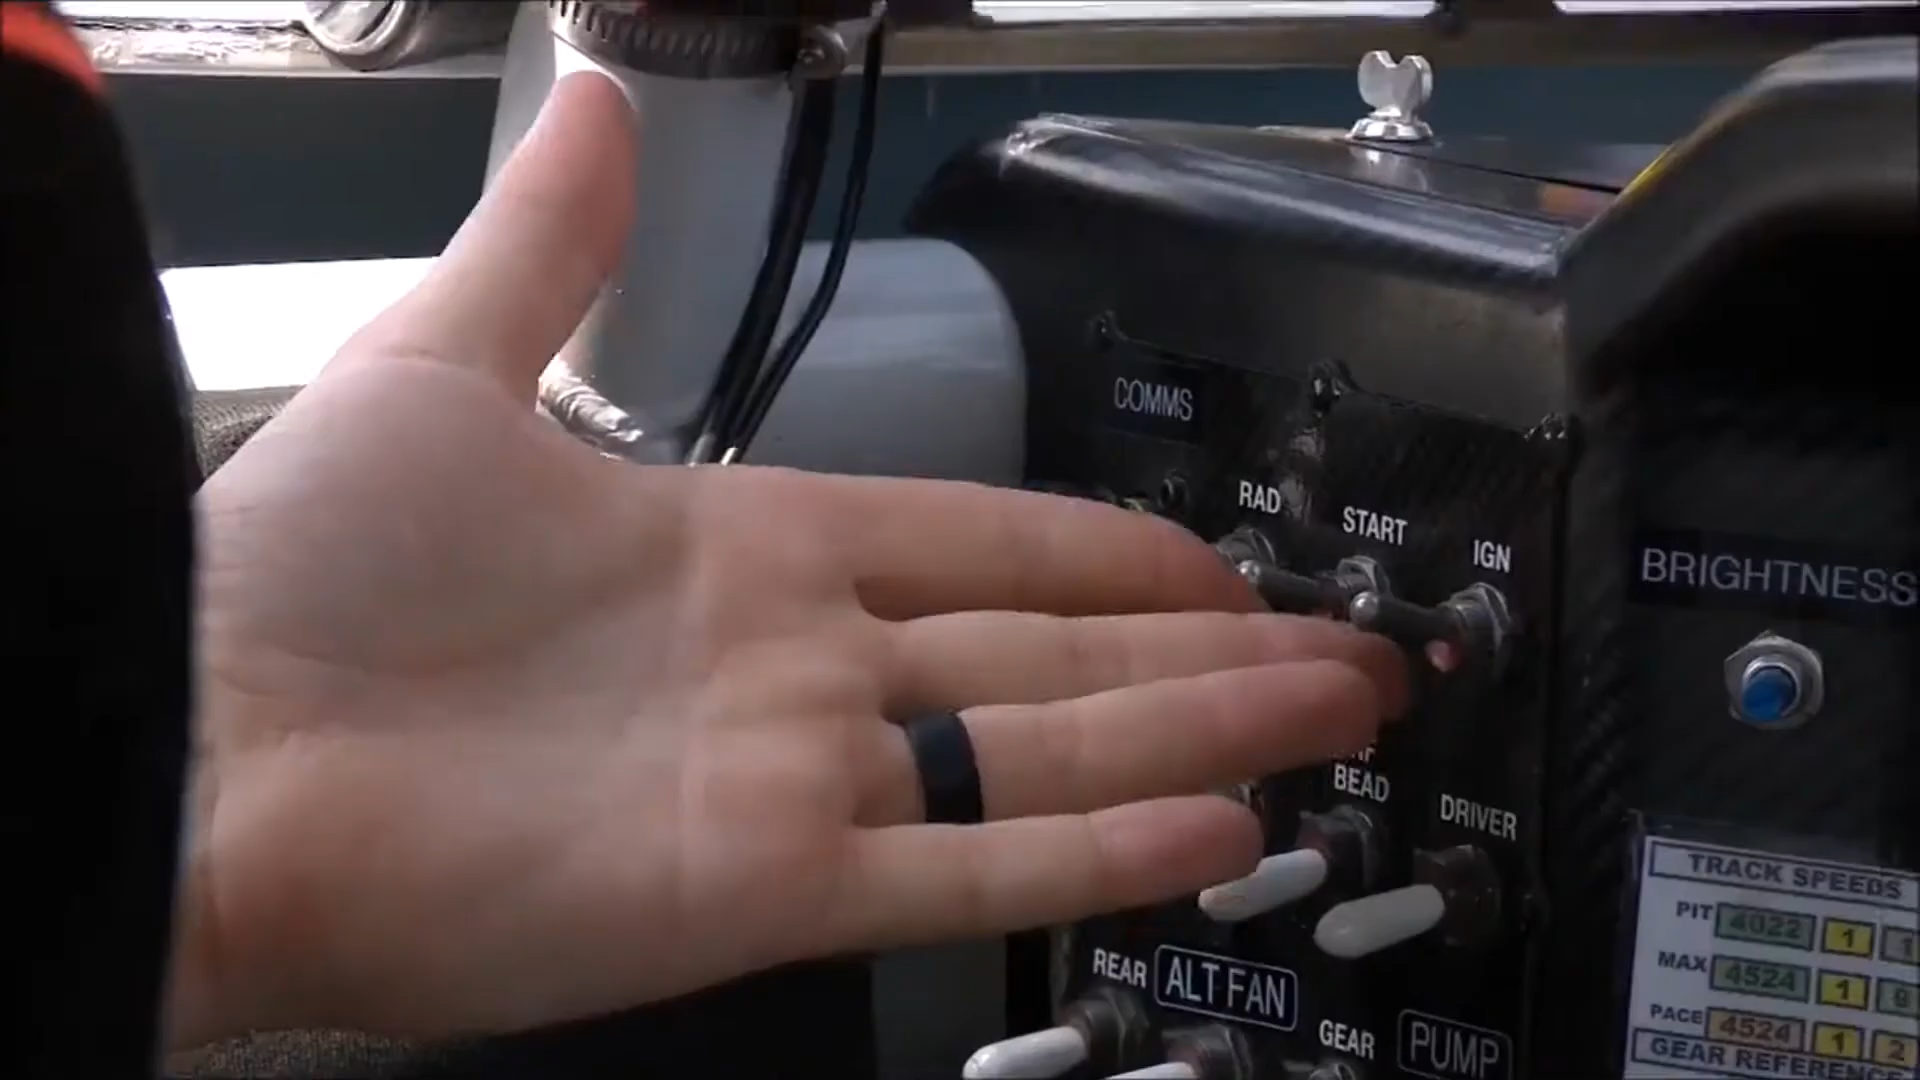 COMMS
RAD
START
IGN
BRIGHTNESS
BEAD
DRIVER
TRACK SPEEDS
PIT 4022 1 1
MAX 4524 1
PACE 4524 1 2
GEAR REFERENCE
REAR
ALT FAN
GEAR
PUMP